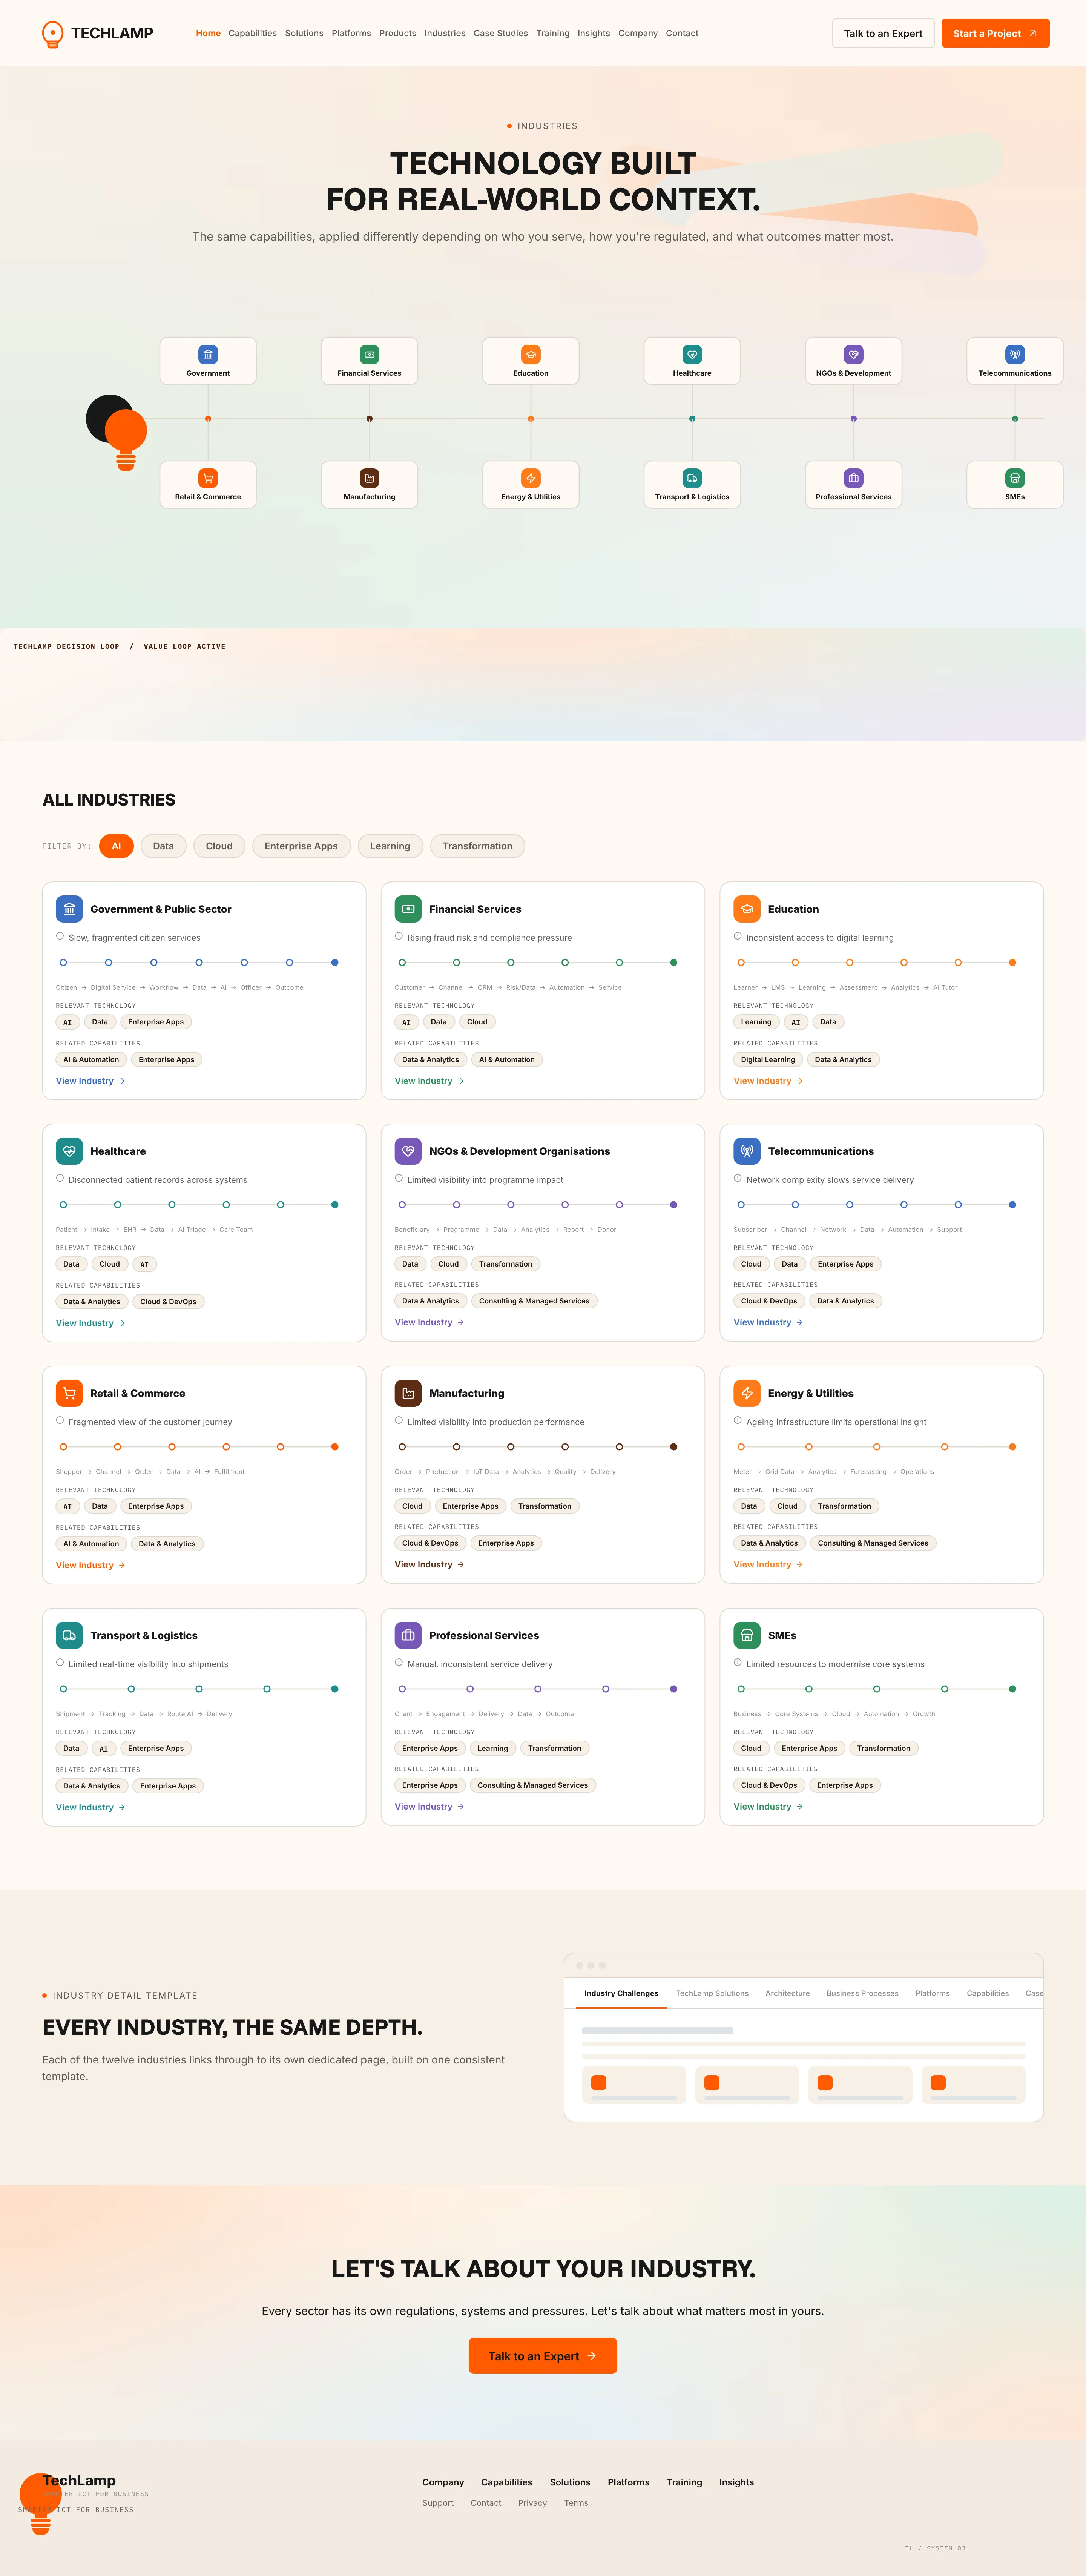 TECHLAMP
Home Capabilities Solutions Platforms Products Industries Case Studies Training Insights Company Contact
Talk to an Expert
Start a Project
INDUSTRIES
TECHNOLOGY BUILT
FOR REAL-WORLD CONTEXT.
The same capabilities, applied differently depending on who you serve, how you're regulated, and what outcomes matter most.
Government
Financial Services
Education
Healthcare
NGOs & Development
Telecommunications
Retail & Commerce
Manufacturing
Energy & Utilities
Transport & Logistics
Professional Services
SMEs
TECHLAMP DECISION LOOP / VALUE LOOP ACTIVE
ALL INDUSTRIES
FILTER BY: AI Data Cloud Enterprise Apps Learning Transformation
Government & Public Sector
Slow, fragmented citizen services
Citizen → Digital Service → Workflow → Data → AI → Officer → Outcome
RELEVANT TECHNOLOGY
AI Data Enterprise Apps
RELATED CAPABILITIES
AI & Automation Enterprise Apps
View Industry →
Financial Services
Rising fraud risk and compliance pressure
Customer → Channel → CRM → Risk/Data → Automation → Service
RELEVANT TECHNOLOGY
AI Data Cloud
RELATED CAPABILITIES
Data & Analytics AI & Automation
View Industry →
Education
Inconsistent access to digital learning
Learner → LMS → Learning → Assessment → Analytics → AI Tutor
RELEVANT TECHNOLOGY
Learning AI Data
RELATED CAPABILITIES
Digital Learning Data & Analytics
View Industry →
Healthcare
Disconnected patient records across systems
Patient → Intake → EHR → Data → AI Triage → Care Team
RELEVANT TECHNOLOGY
Data Cloud AI
RELATED CAPABILITIES
Data & Analytics Cloud & DevOps
View Industry →
NGOs & Development Organisations
Limited visibility into programme impact
Beneficiary → Programme → Data → Analytics → Report → Donor
RELEVANT TECHNOLOGY
Data Cloud Transformation
RELATED CAPABILITIES
Data & Analytics Consulting & Managed Services
View Industry →
Telecommunications
Network complexity slows service delivery
Subscriber → Channel → Network → Data → Automation → Support
RELEVANT TECHNOLOGY
Cloud Data Enterprise Apps
RELATED CAPABILITIES
Cloud & DevOps Data & Analytics
View Industry →
Retail & Commerce
Fragmented view of the customer journey
Shopper → Channel → Order → Data → AI → Fulfilment
RELEVANT TECHNOLOGY
AI Data Enterprise Apps
RELATED CAPABILITIES
AI & Automation Data & Analytics
View Industry →
Manufacturing
Limited visibility into production performance
Order → Production → IoT Data → Analytics → Quality → Delivery
RELEVANT TECHNOLOGY
Cloud Enterprise Apps Transformation
RELATED CAPABILITIES
Cloud & DevOps Enterprise Apps
View Industry →
Energy & Utilities
Ageing infrastructure limits operational insight
Meter → Grid Data → Analytics → Forecasting → Operations
RELEVANT TECHNOLOGY
Data Cloud Transformation
RELATED CAPABILITIES
Data & Analytics Consulting & Managed Services
View Industry →
Transport & Logistics
Limited real-time visibility into shipments
Shipment → Tracking → Data → Route AI → Delivery
RELEVANT TECHNOLOGY
Data AI Enterprise Apps
RELATED CAPABILITIES
Data & Analytics Enterprise Apps
View Industry →
Professional Services
Manual, inconsistent service delivery
Client → Engagement → Delivery → Data → Outcome
RELEVANT TECHNOLOGY
Enterprise Apps Learning Transformation
RELATED CAPABILITIES
Enterprise Apps Consulting & Managed Services
View Industry →
SMEs
Limited resources to modernise core systems
Business → Core Systems → Cloud → Automation → Growth
RELEVANT TECHNOLOGY
Cloud Enterprise Apps Transformation
RELATED CAPABILITIES
Cloud & DevOps Enterprise Apps
View Industry →
INDUSTRY DETAIL TEMPLATE
EVERY INDUSTRY, THE SAME DEPTH.
Each of the twelve industries links through to its own dedicated page, built on one consistent
template.
Industry Challenges TechLamp Solutions Architecture Business Processes Platforms Capabilities Case
LET'S TALK ABOUT YOUR INDUSTRY.
Every sector has its own regulations, systems and pressures. Let's talk about what matters most in yours.
Talk to an Expert →
TechLamp
SMARTER ICT FOR BUSINESS
SMARTER ICT FOR BUSINESS
Company Capabilities Solutions Platforms Training Insights
Support Contact Privacy Terms
TL / SYSTEM 03